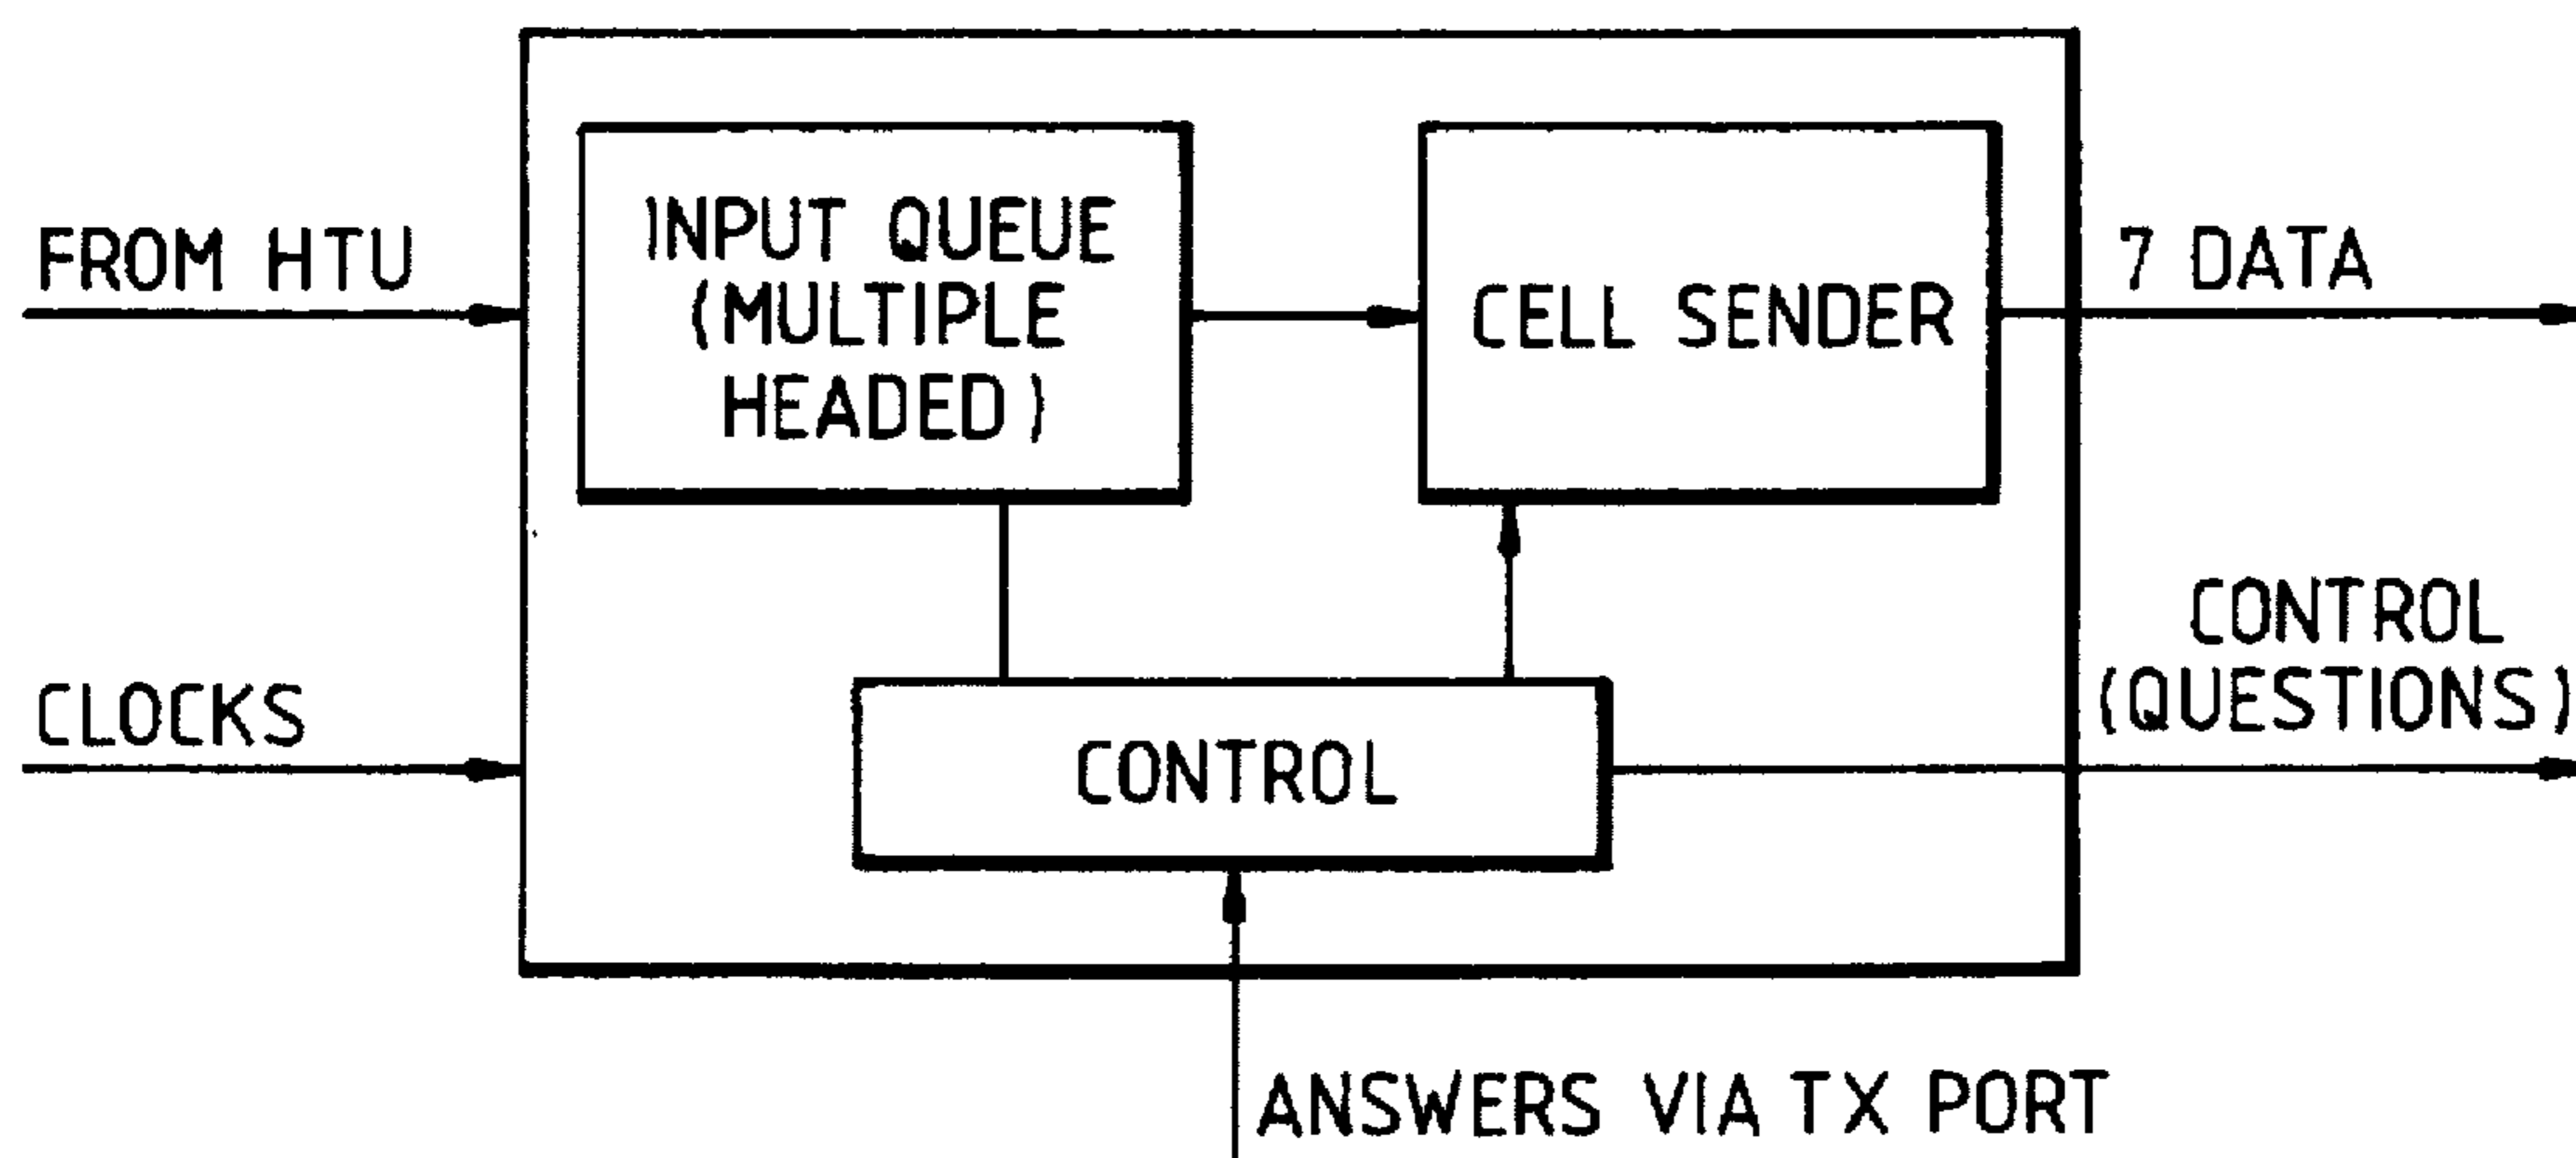 FROM HTU
INPUT QUEUE
(MULTIPLE
HEADED)
CELL SENDER
7 DATA
CLOCKS
CONTROL
CONTROL
(QUESTIONS)
ANSWERS VIA TX PORT